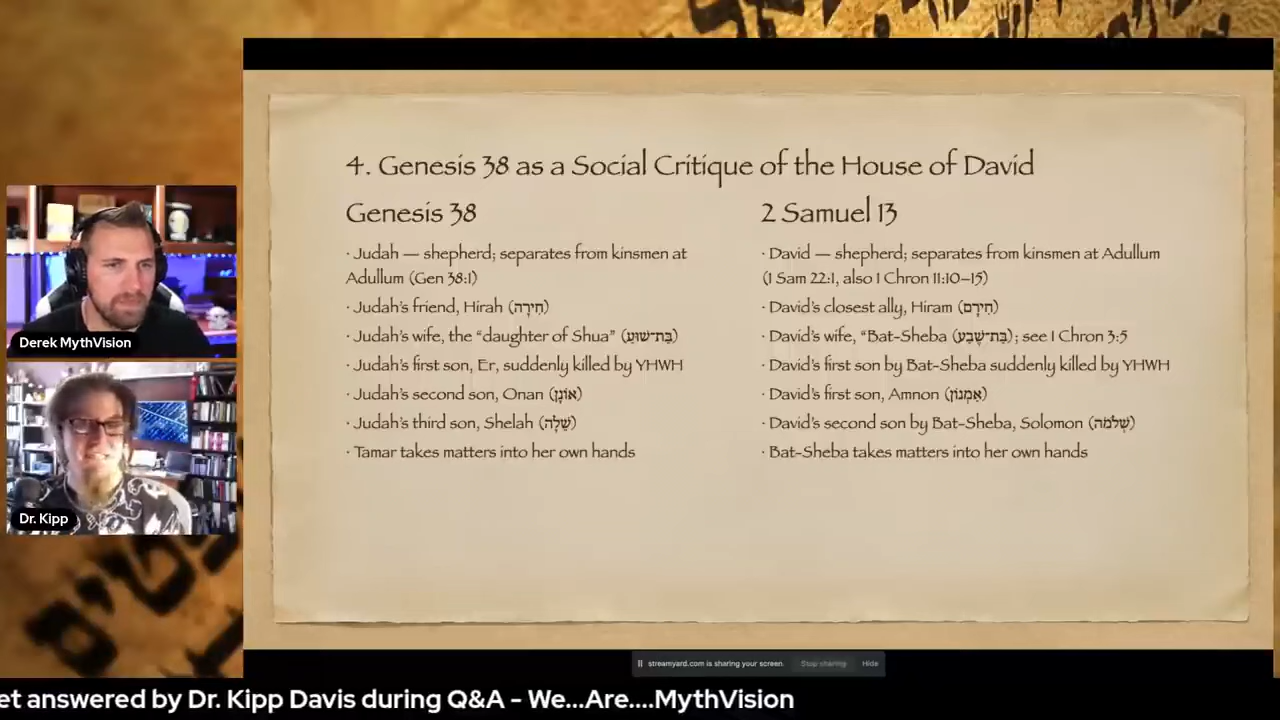 4. Genesis 38 as a Social Critique of the House of David
Genesis 38
· Judah — shepherd; separates from kinsmen at
Adullum (Gen 38:1)
· Judah's friend, Hirah (חִירָה)
· Judah's wife, the “daughter of Shua” (בַּת־שׁוּעַ)
· Judah's first son, Er, suddenly killed by YHWH
· Judah's second son, Onan (אוֹנָן)
· Judah's third son, Shelah (שֵׁלָה)
· Tamar takes matters into her own hands
2 Samuel 13
· David — shepherd; separates from kinsmen at Adullum
(1 Sam 22:1, also 1 Chron 11:10–15)
· David's closest ally, Hiram (חִירָם)
· David's wife, “Bat-Sheba (בַּת־שֶׁבַע); see 1 Chron 3:5
· David's first son by Bat-Sheba suddenly killed by YHWH
· David's first son, Amnon (אַמְנוֹן)
· David's second son by Bat-Sheba, Solomon (שְׁלֹמֹה)
· Bat-Sheba takes matters into her own hands
Derek MythVision
Dr. Kipp
streamyard.com is sharing your screen.
Stop sharing
Hide
et answered by Dr. Kipp Davis during Q&A - We...Are....MythVision